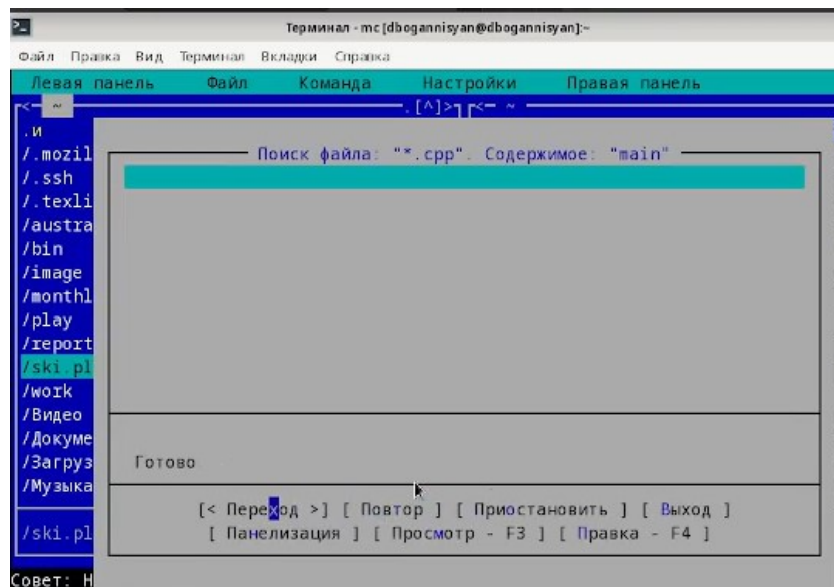 Терминал - mc [dbogannisyan@dbogannisyan]:~
Файл Правка Вид Терминал Вкладки Справка
Левая панель Файл Команда Настройки Правая панель
<─ ~ .[^]> <─ ~
.и
/.mozil
/.ssh
/.texli
/austra
/bin
/image
/monthl
/play
/report
/ski.pl
/work
/Видео
/Докуме
/Загруз
/Музыка
/ski.pl
Совет: Н
Поиск файла: "*.cpp". Содержимое: "main"
Готово
[< Переход >] [ Повтор ] [ Приостановить ] [ Выход ]
[ Панелизация ] [ Просмотр - F3 ] [ Правка - F4 ]